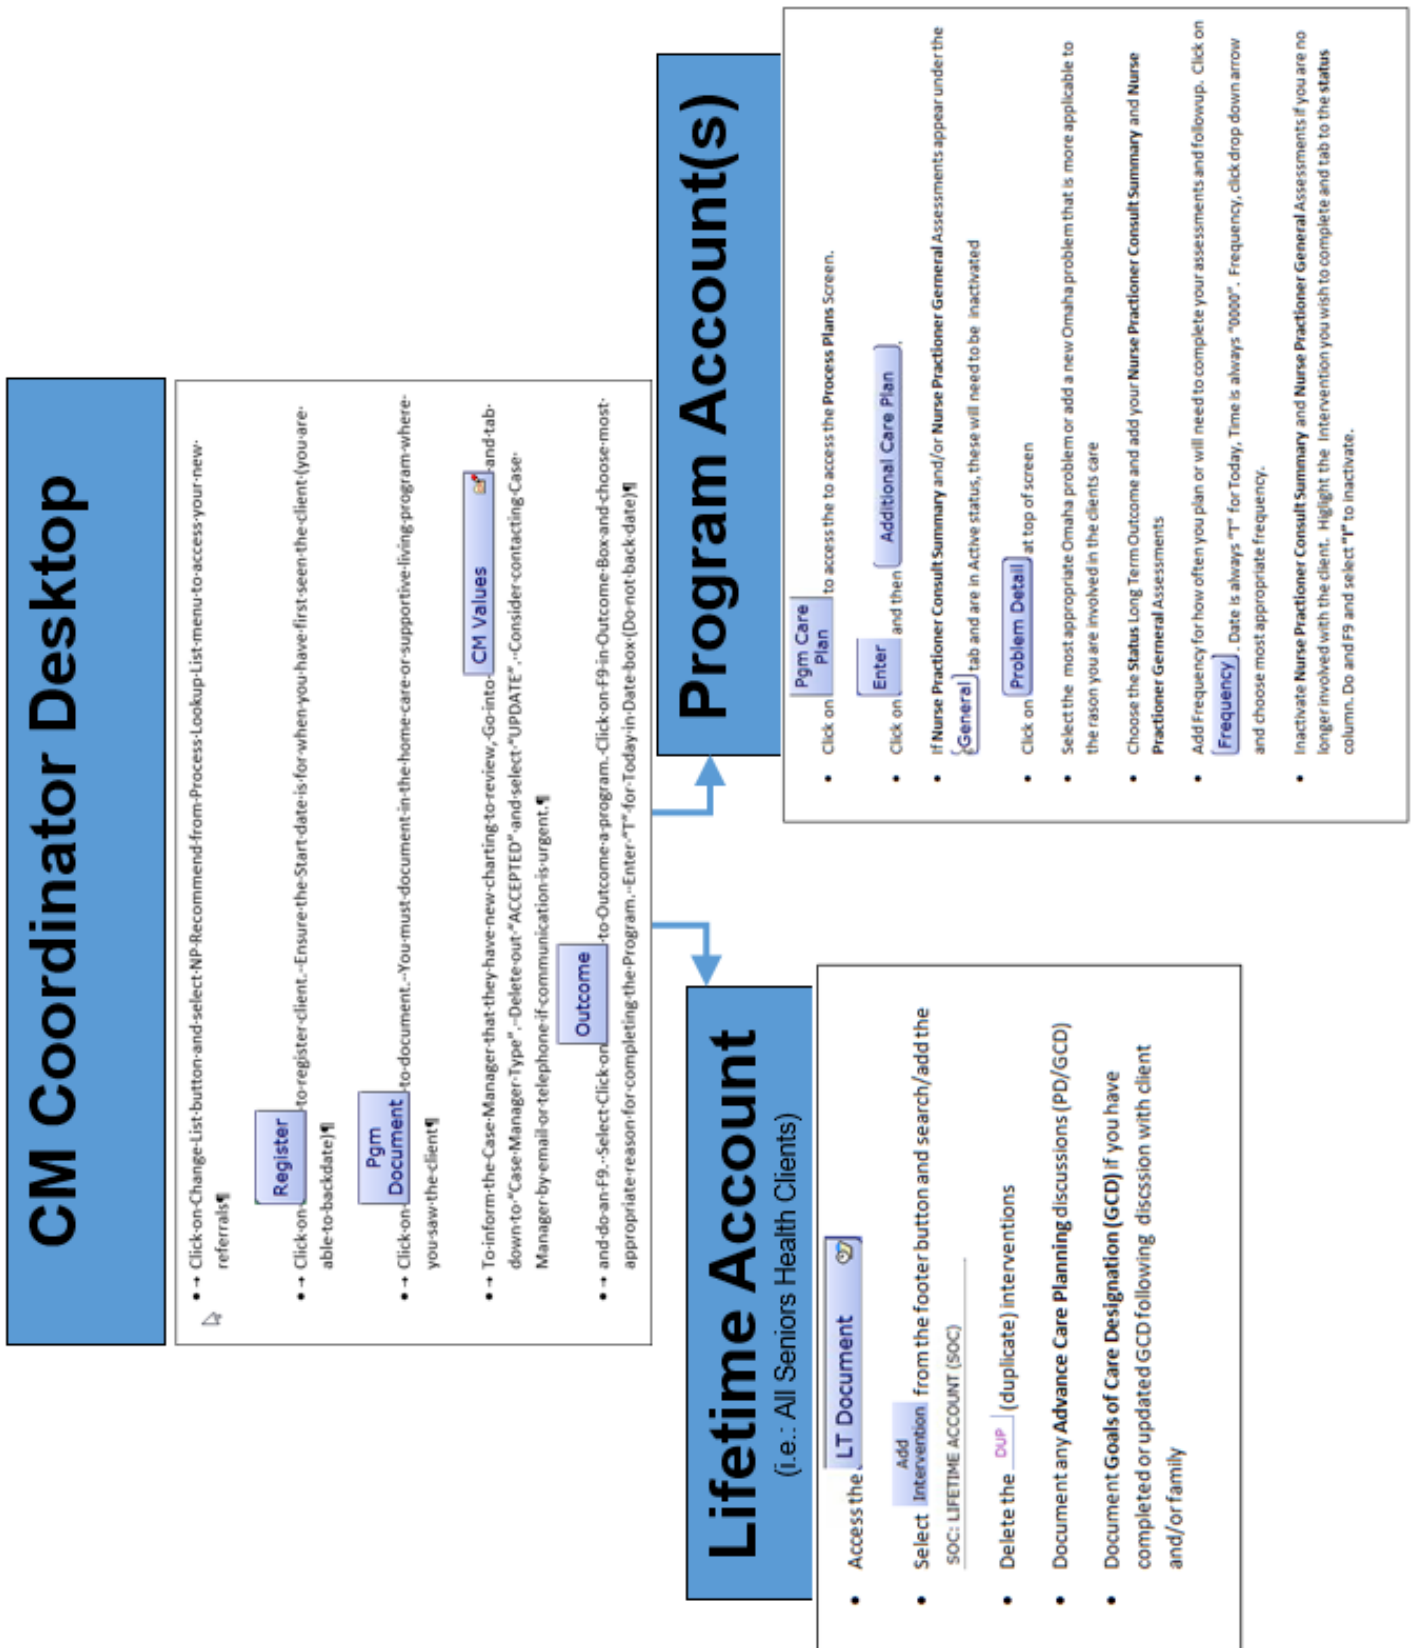 CM Coordinator Desktop
●→Click·on·Change·List·button·and·select·NP·Recommend·from·Process·Lookup·List·menu·to·access·your·new·
referrals¶
●→Click·on· Register ·to·register·client.··Ensure·the·Start·date·is·for·when·you·have·first·seen·the·client·(you·are·
able·to·backdate)¶
●→Click·on· Pgm Document ·to·document.··You·must·document·in·the·home·care·or·supportive·living·program·where·
you·saw·the·client¶
●→To·inform·the·Case·Manager·that·they·have·new·charting·to·review,·Go·into· CM Values ·and·tab·
down·to·"Case·Manager·Type".··Delete·out·"ACCEPTED"·and·select·"UPDATE".··Consider·contacting·Case·
Manager·by·email·or·telephone·if·communication·is·urgent.¶
●→and·do·an·F9.··Select·Click·on Outcome ·to·Outcome·a·program.·Click·on·F9·in·Outcome·Box·and·choose·most·
appropriate·reason·for·completing·the·Program.··Enter·"T"·for·Today·in·Date·box·(Do·not·back·date)¶
Lifetime Account
(i.e.: All Seniors Health Clients)
● Access the LT Document
● Select Add Intervention from the footer button and search/add the
SOC: LIFETIME ACCOUNT (SOC)
● Delete the DUP (duplicate) interventions
● Document any Advance Care Planning discussions (PD/GCD)
● Document Goals of Care Designation (GCD) if you have
completed or updated GCD following discssion with client
and/or family
Program Account(s)
● Click on Pgm Care Plan to access the to access the Process Plans Screen.
● Click on Enter and then Additional Care Plan .
● If Nurse Practioner Consult Summary and/or Nurse Practioner Gerneral Assessments appear under the
General tab and are in Active status, these will need to be inactivated
● Click on Problem Detail at top of screen
● Select the most appropriate Omaha problem or add a new Omaha problem that is more applicable to
the rason you are involved in the clients care
● Choose the Status Long Term Outcome and add your Nurse Practioner Consult Summary and Nurse
Practioner Gerneral Assessments
● Add Frequency for how often you plan or will need to complete your assessments and followup. Click on
Frequency . Date is always "T" for Today, Time is always "0000". Frequency, click drop down arrow
and choose most appropriate frequency.
● Inactivate Nurse Practioner Consult Summary and Nurse Practioner General Assessments if you are no
longer involved with the client. Higlight the Intervention you wish to complete and tab to the status
column. Do and F9 and select "I" to inactivate.